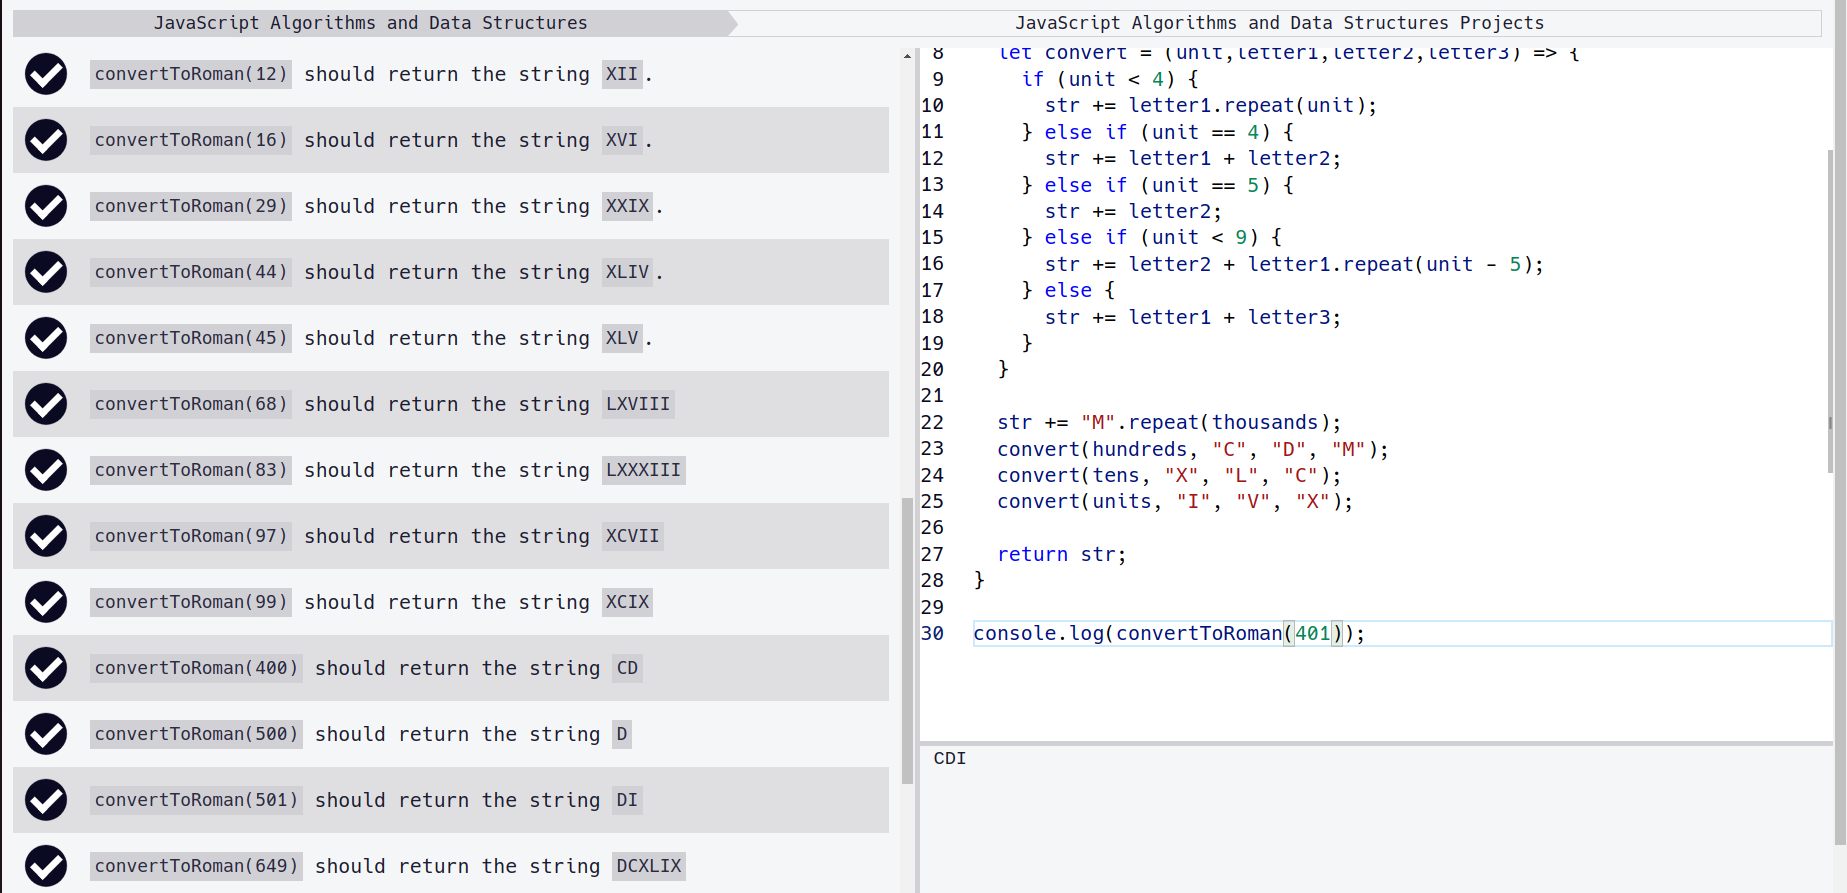 JavaScript Algorithms and Data Structures
JavaScript Algorithms and Data Structures Projects
convertToRoman(12) should return the string XII.
convertToRoman(16) should return the string XVI.
convertToRoman(29) should return the string XXIX.
convertToRoman(44) should return the string XLIV.
convertToRoman(45) should return the string XLV.
convertToRoman(68) should return the string LXVIII
convertToRoman(83) should return the string LXXXIII
convertToRoman(97) should return the string XCVII
convertToRoman(99) should return the string XCIX
convertToRoman(400) should return the string CD
convertToRoman(500) should return the string D
convertToRoman(501) should return the string DI
convertToRoman(649) should return the string DCXLIX
8 let convert = (unit,letter1,letter2,letter3) => {
9 if (unit < 4) {
10 str += letter1.repeat(unit);
11 } else if (unit == 4) {
12 str += letter1 + letter2;
13 } else if (unit == 5) {
14 str += letter2;
15 } else if (unit < 9) {
16 str += letter2 + letter1.repeat(unit - 5);
17 } else {
18 str += letter1 + letter3;
19 }
20 }
21
22 str += "M".repeat(thousands);
23 convert(hundreds, "C", "D", "M");
24 convert(tens, "X", "L", "C");
25 convert(units, "I", "V", "X");
26
27 return str;
28 }
29
30 console.log(convertToRoman(401));
CDI